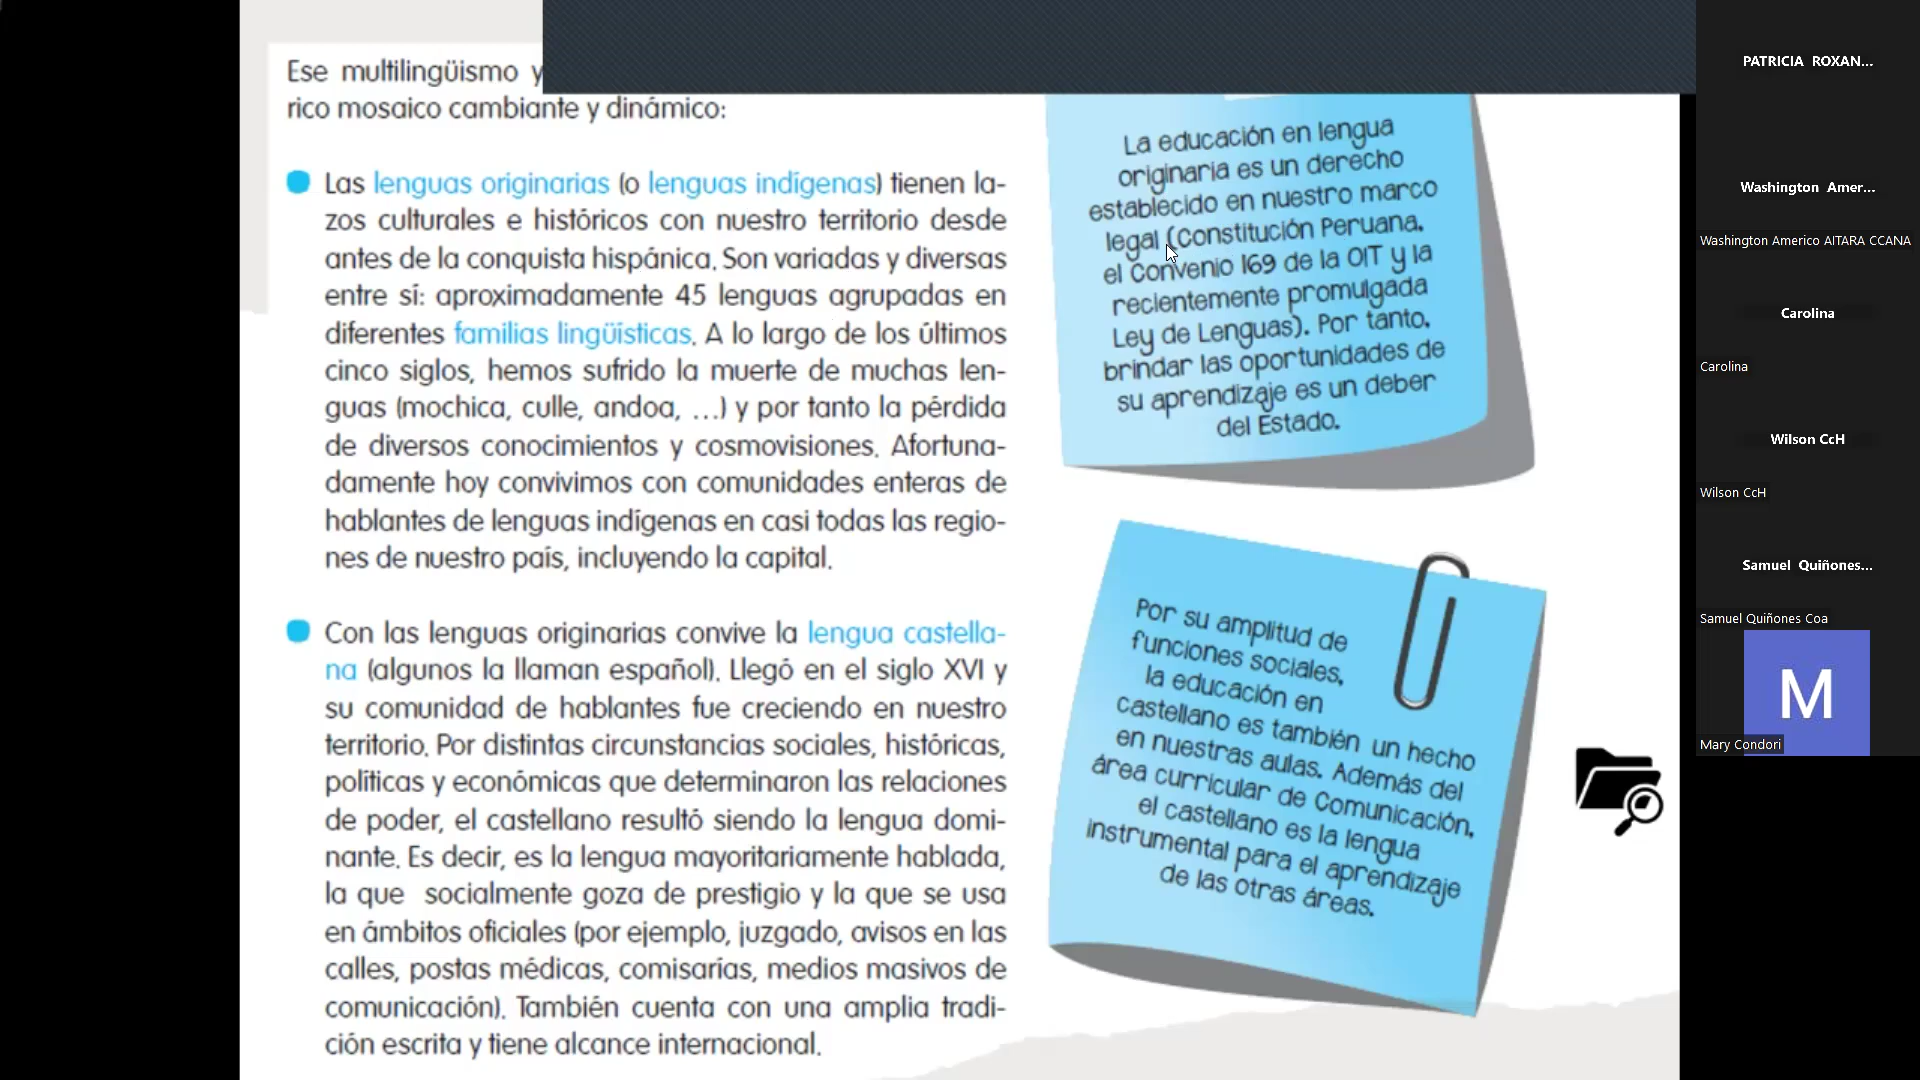 Ese multilingüismo y
rico mosaico cambiante y dinámico:
Las lenguas originarias (o lenguas indígenas) tienen la-
zos culturales e históricos con nuestro territorio desde
antes de la conquista hispánica. Son variadas y diversas
entre sí: aproximadamente 45 lenguas agrupadas en
diferentes familias lingüísticas. A lo largo de los últimos
cinco siglos, hemos sufrido la muerte de muchas len-
guas (mochica, culle, andoa, ...) y por tanto la pérdida
de diversos conocimientos y cosmovisiones. Afortuna-
damente hoy convivimos con comunidades enteras de
hablantes de lenguas indígenas en casi todas las regio-
nes de nuestro país, incluyendo la capital.
Con las lenguas originarias convive la lengua castella-
na (algunos la llaman español). Llegó en el siglo XVI y
su comunidad de hablantes fue creciendo en nuestro
territorio. Por distintas circunstancias sociales, históricas,
políticas y económicas que determinaron las relaciones
de poder, el castellano resultó siendo la lengua domi-
nante. Es decir, es la lengua mayoritariamente hablada,
la que socialmente goza de prestigio y la que se usa
en ámbitos oficiales (por ejemplo, juzgado, avisos en las
calles, postas médicas, comisarías, medios masivos de
comunicación). También cuenta con una amplia tradi-
ción escrita y tiene alcance internacional.
La educación en lengua
originaria es un derecho
establecido en nuestro marco
legal (Constitución Peruana,
el Convenio 169 de la OIT y la
recientemente promulgada
Ley de Lenguas). Por tanto,
brindar las oportunidades de
su aprendizaje es un deber
del Estado.
Por su amplitud de
funciones sociales,
la educación en
castellano es también un hecho
en nuestras aulas. Además del
área curricular de Comunicación,
el castellano es la lengua
instrumental para el aprendizaje
de las otras áreas.
PATRICIA ROXAN...
Washington Amer...
Washington Americo AITARA CCANA
Carolina
Carolina
Wilson CcH
Wilson CcH
Samuel Quiñones...
Samuel Quiñones Coa
M
Mary Condori